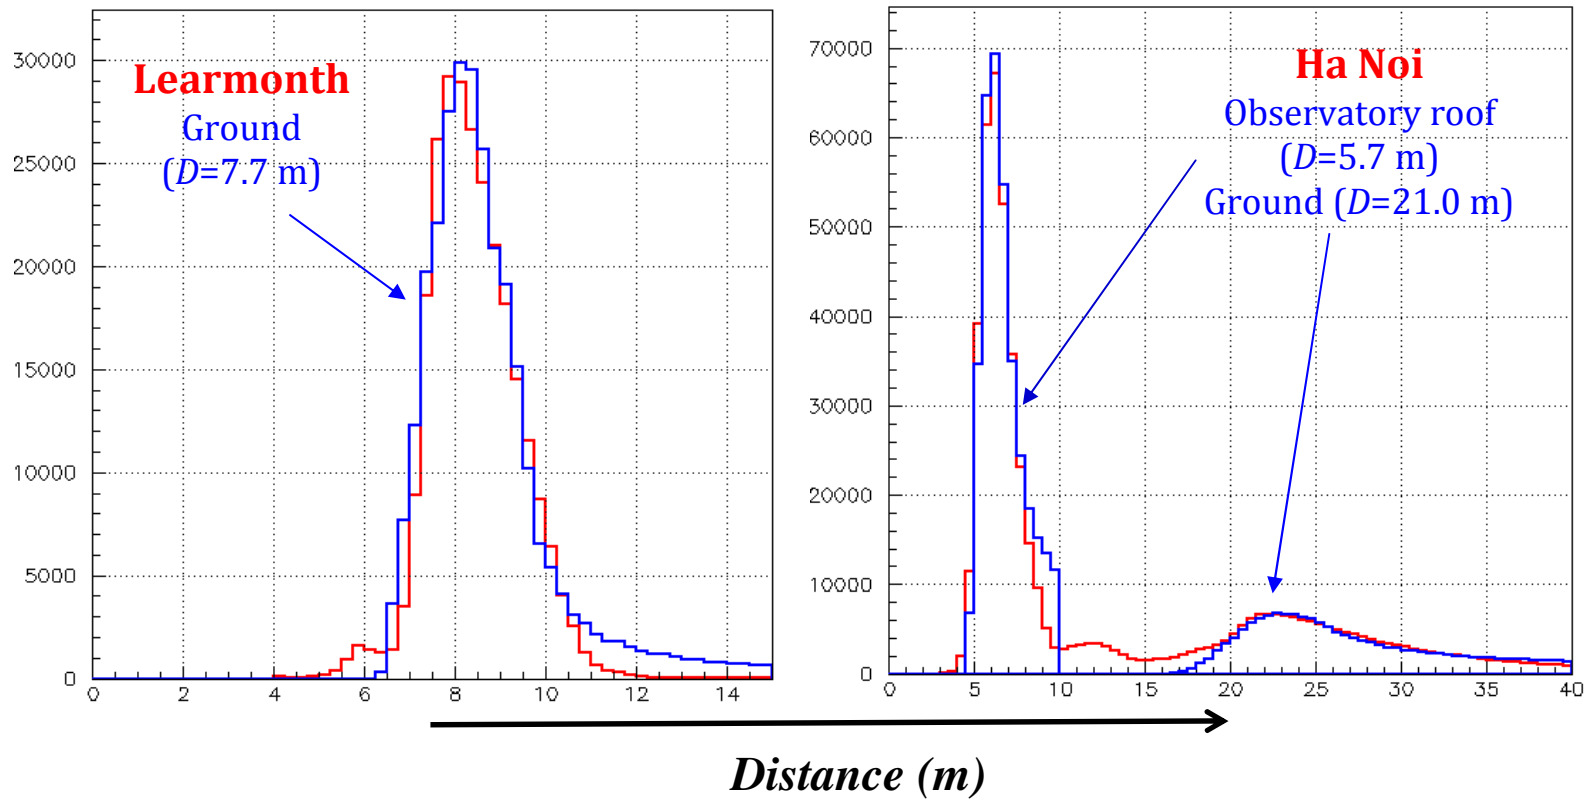 30000
25000
20000
15000
10000
5000
0
Learmonth
Ground
(D=7.7 m)
0 2 4 6 8 10 12 14
70000
60000
50000
40000
30000
20000
10000
0
Ha Noi
Observatory roof
(D=5.7 m)
Ground (D=21.0 m)
0 5 10 15 20 25 30 35 40
Distance (m)